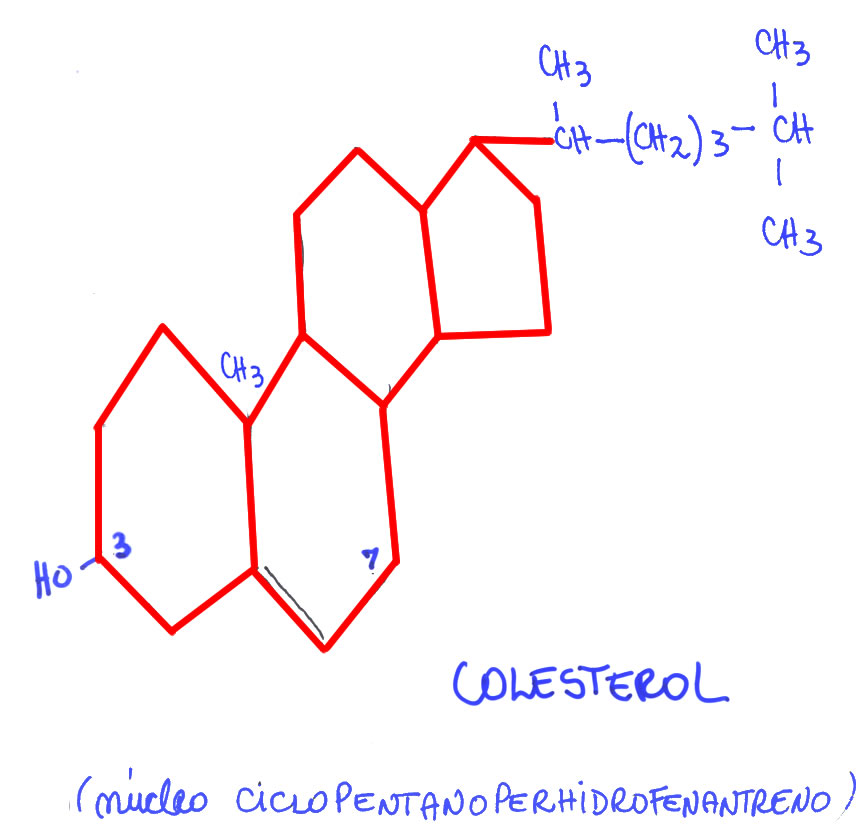 CH3
CH3
CH-(CH2)3-CH
CH3
CH3
3
7
HO
COLESTEROL
(núcleo CICLOPENTANOPERHIDROFENANTRENO)